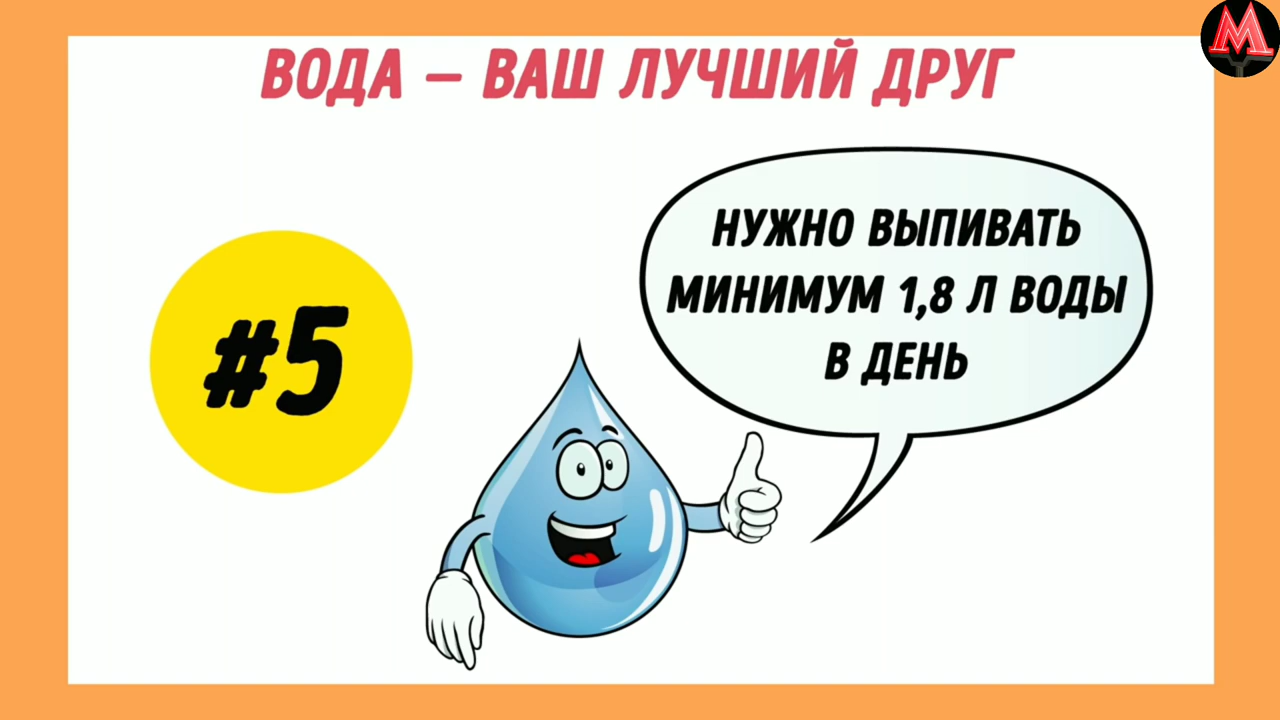 ВОДА – ВАШ ЛУЧШИЙ ДРУГ
М
НУЖНО ВЫПИВАТЬ
МИНИМУМ 1,8 Л ВОДЫ
В ДЕНЬ
#5